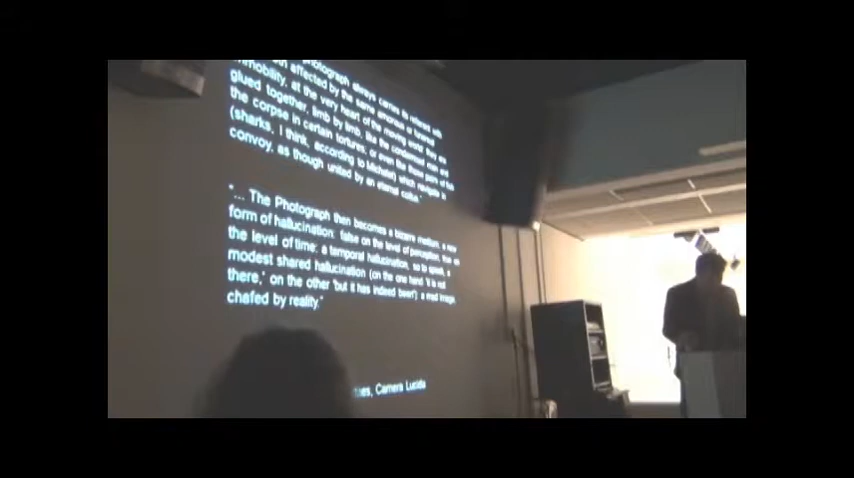 Photograph always carries its referent with
affected by the same amorous or funereal
immobility, at the very heart of the moving world: they are
glued together, limb by limb, like the condemned man and
the corpse in certain tortures; or even like those pairs of fish
(sharks, I think, according to Michelet) which navigate in
convoy, as though united by an eternal coitus."
"... The Photograph then becomes a bizarre medium, a new
form of hallucination: false on the level of perception, true on
the level of time: a temporal hallucination, so to speak, a
modest shared hallucination (on the one hand 'it is not
there,' on the other 'but it has indeed been'): a mad image,
chafed by reality."
Camera Lucida